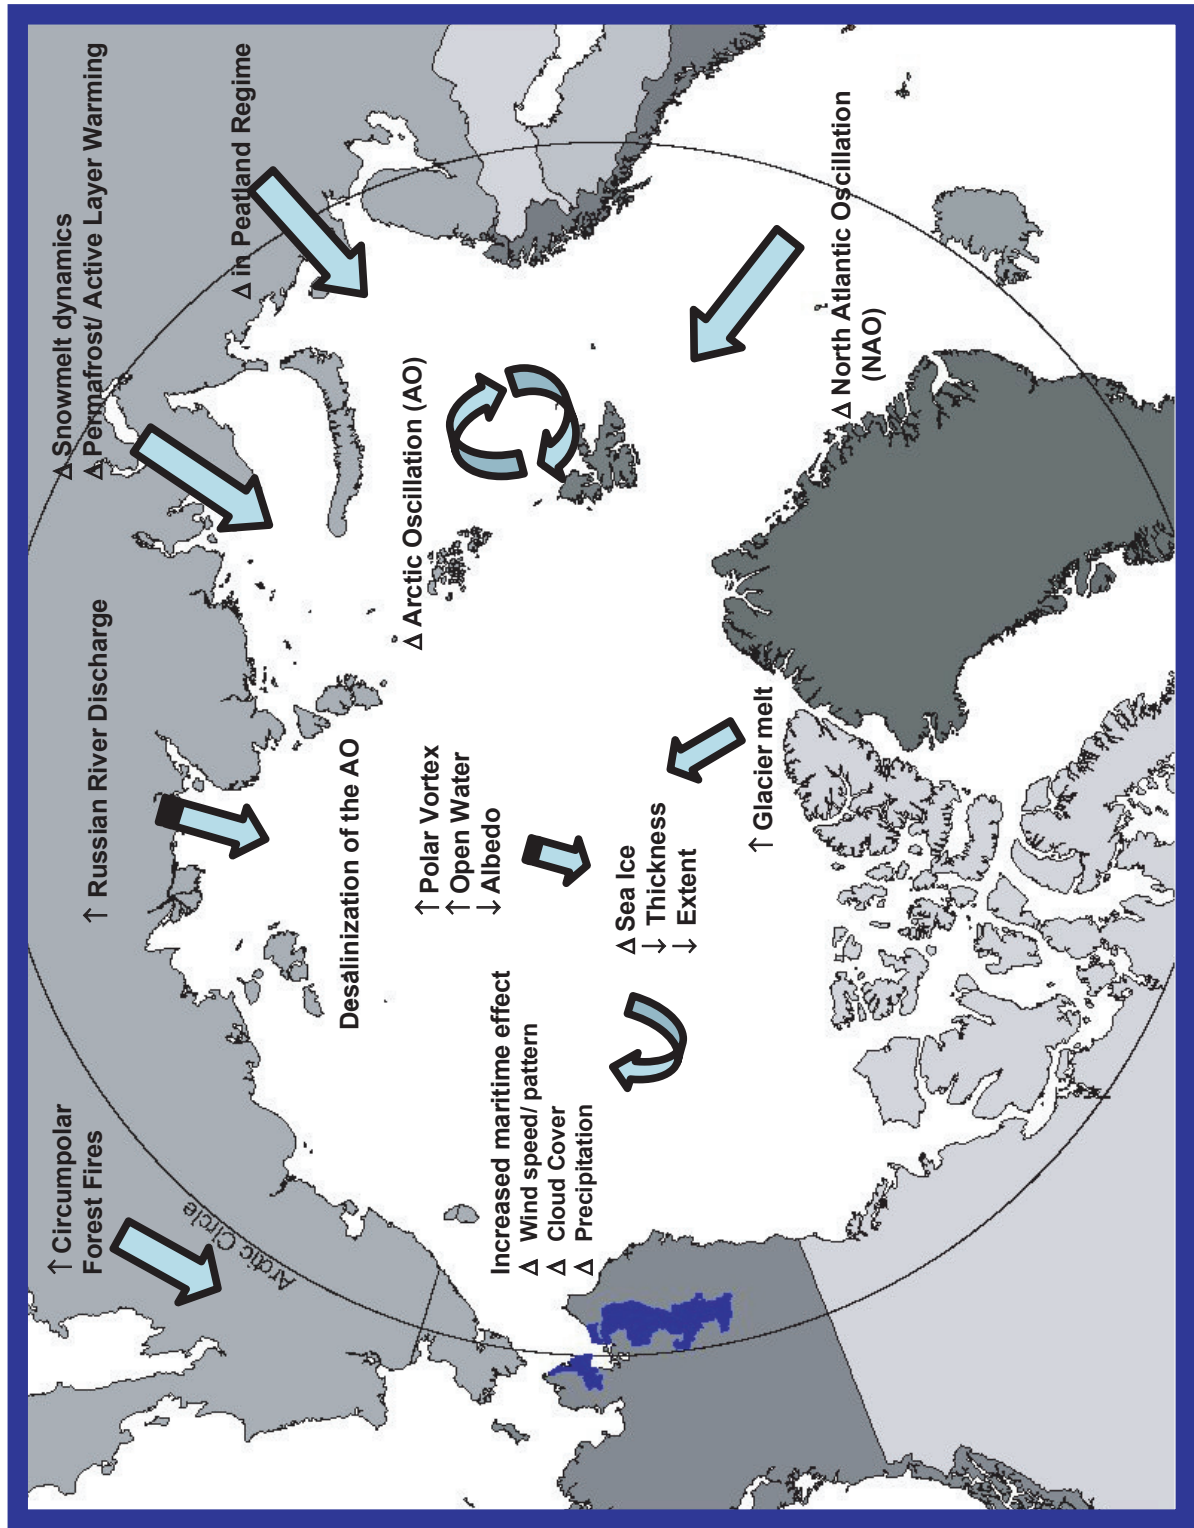 ↑ Circumpolar
Forest Fires
↑ Russian River Discharge
Δ Snowmelt dynamics
Δ Permafrost/ Active Layer Warming
Δ in Peatland Regime
Arctic Circle
Desalinization of the AO
Δ Arctic Oscillation (AO)
↑ Polar Vortex
↑ Open Water
↓ Albedo
Increased maritime effect
Δ Wind speed/ pattern
Δ Cloud Cover
Δ Precipitation
Δ Sea Ice
↓ Thickness
↓ Extent
↑ Glacier melt
Δ North Atlantic Oscillation
(NAO)